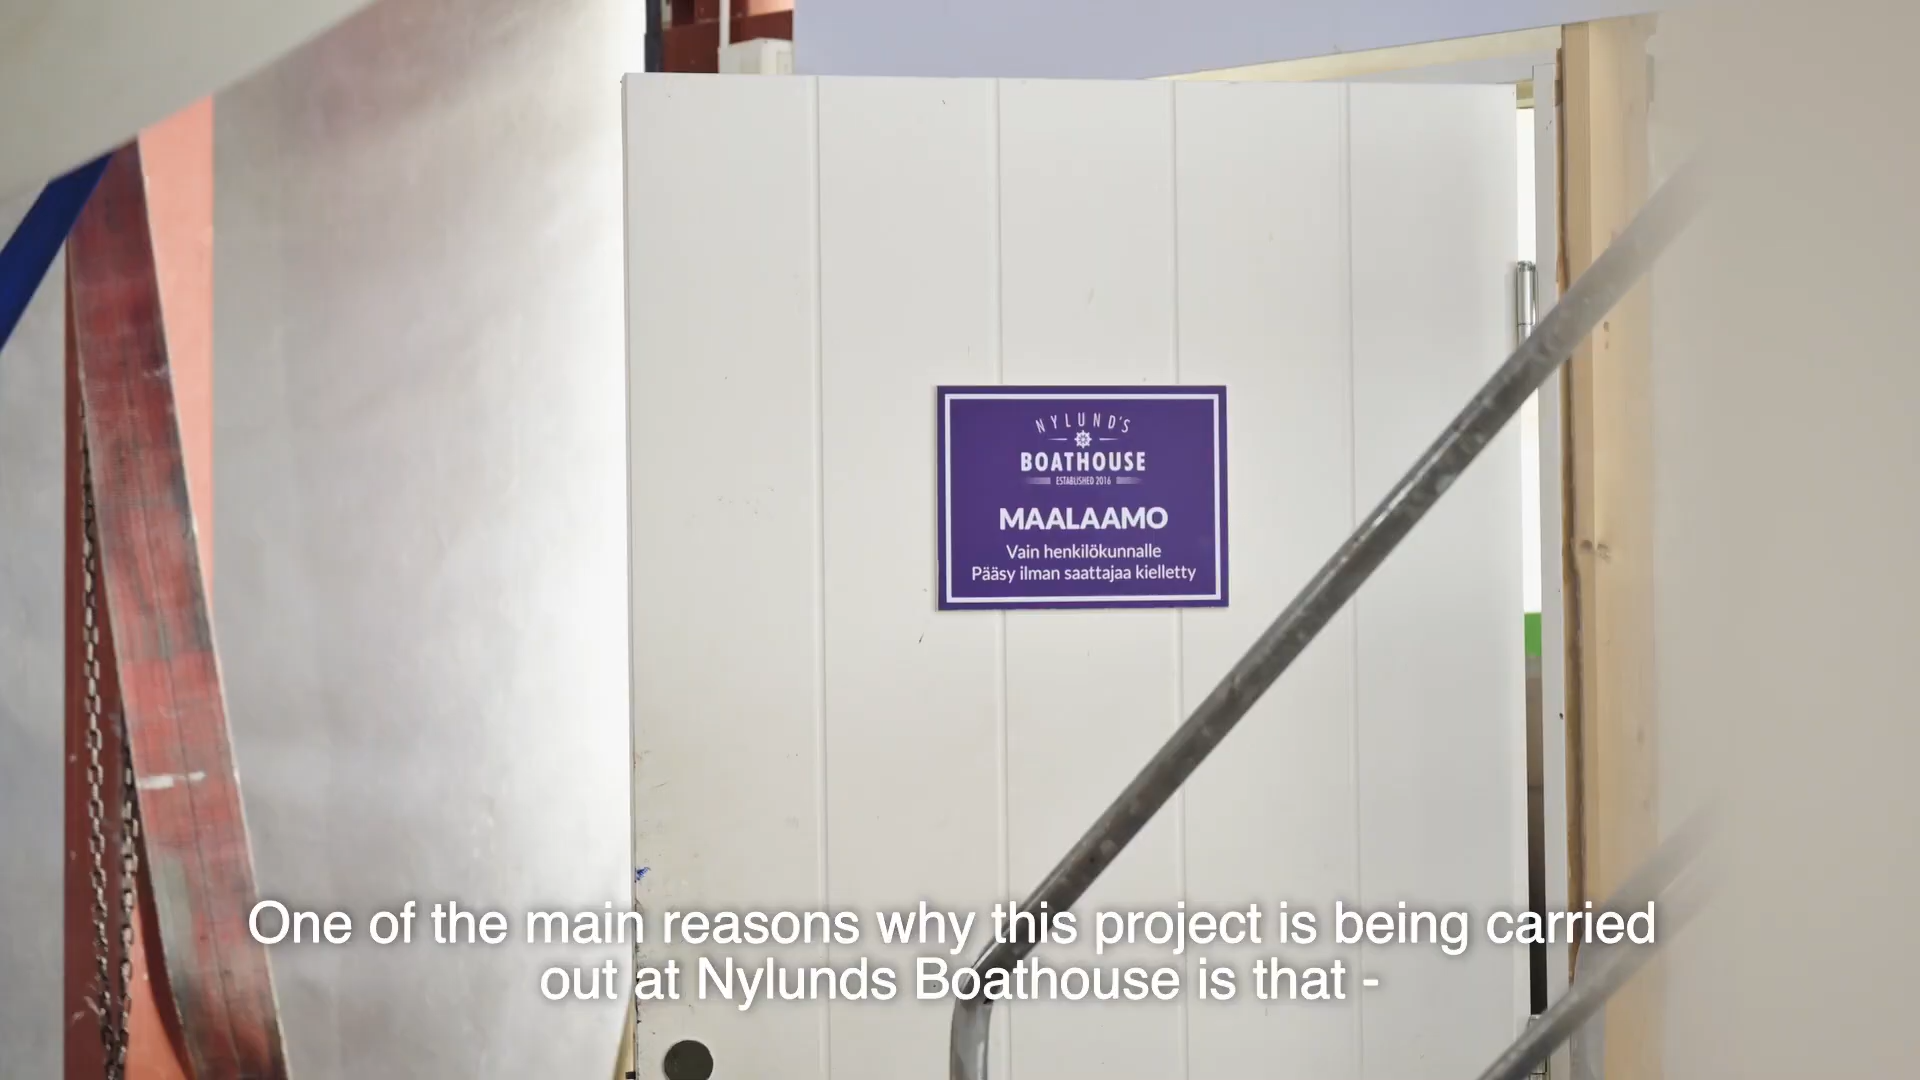 NYLUND'S
BOATHOUSE
ESTABLISHED 2016
MAALAAMO
Vain henkilökunnalle
Pääsy ilman saattajaa kielletty
One of the main reasons why this project is being carried
out at Nylunds Boathouse is that -